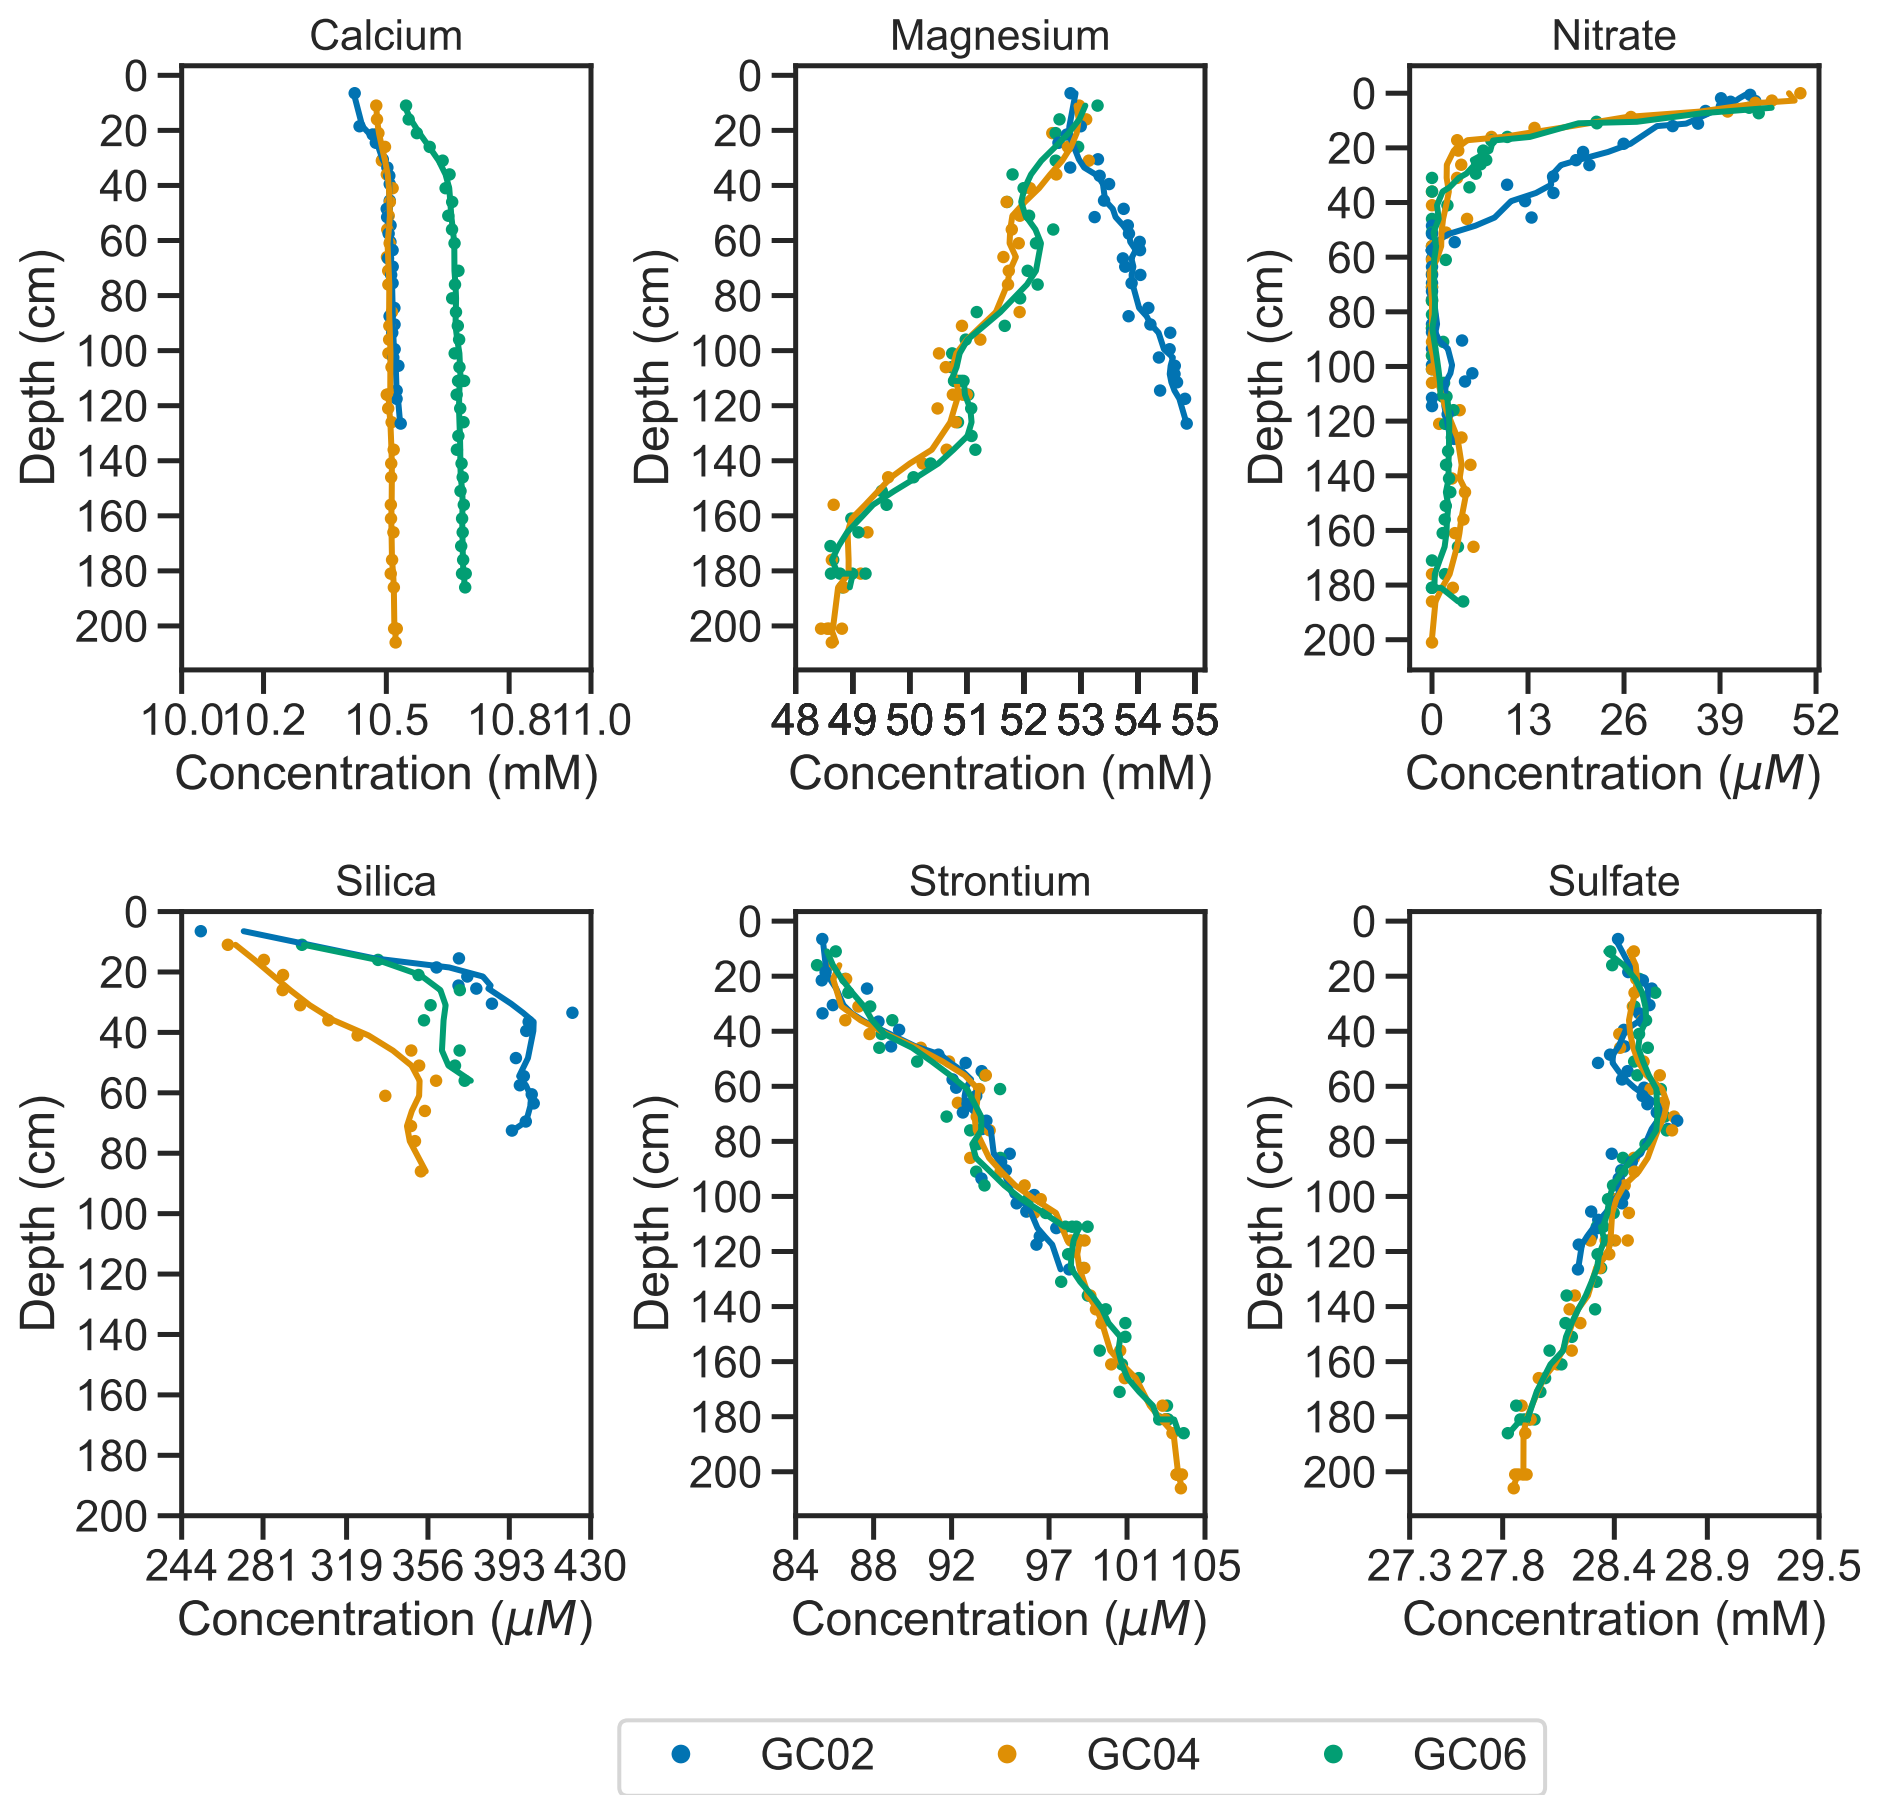 Calcium
Magnesium
Nitrate
0
20
40
60
80
100
120
140
160
180
200
Depth (cm)
10.0 10.2 10.5 10.8 11.0
Concentration (mM)
0
20
40
60
80
100
120
140
160
180
200
Depth (cm)
48 49 50 51 52 53 54 55
Concentration (mM)
0
20
40
60
80
100
120
140
160
180
200
Depth (cm)
0 13 26 39 52
Concentration (μM)
Silica
Strontium
Sulfate
0
20
40
60
80
100
120
140
160
180
200
Depth (cm)
244 281 319 356 393 430
Concentration (μM)
0
20
40
60
80
100
120
140
160
180
200
Depth (cm)
84 88 92 97 101 105
Concentration (μM)
0
20
40
60
80
100
120
140
160
180
200
Depth (cm)
27.3 27.8 28.4 28.9 29.5
Concentration (mM)
GC02 GC04 GC06